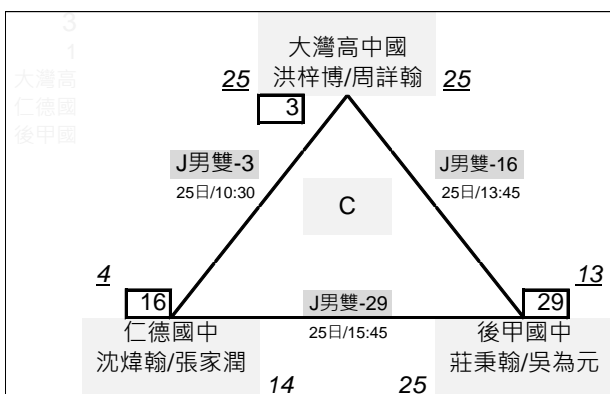 3
1
大灣高
仁德國
後甲國
大灣高中國
洪梓博/周詳翰
25
25
3
J男雙-3
25日/10:30
J男雙-16
25日/13:45
C
4
13
16
J男雙-29
29
25日/15:45
仁德國中
沈煒翰/張家潤
後甲國中
莊秉翰/吳為元
14
25